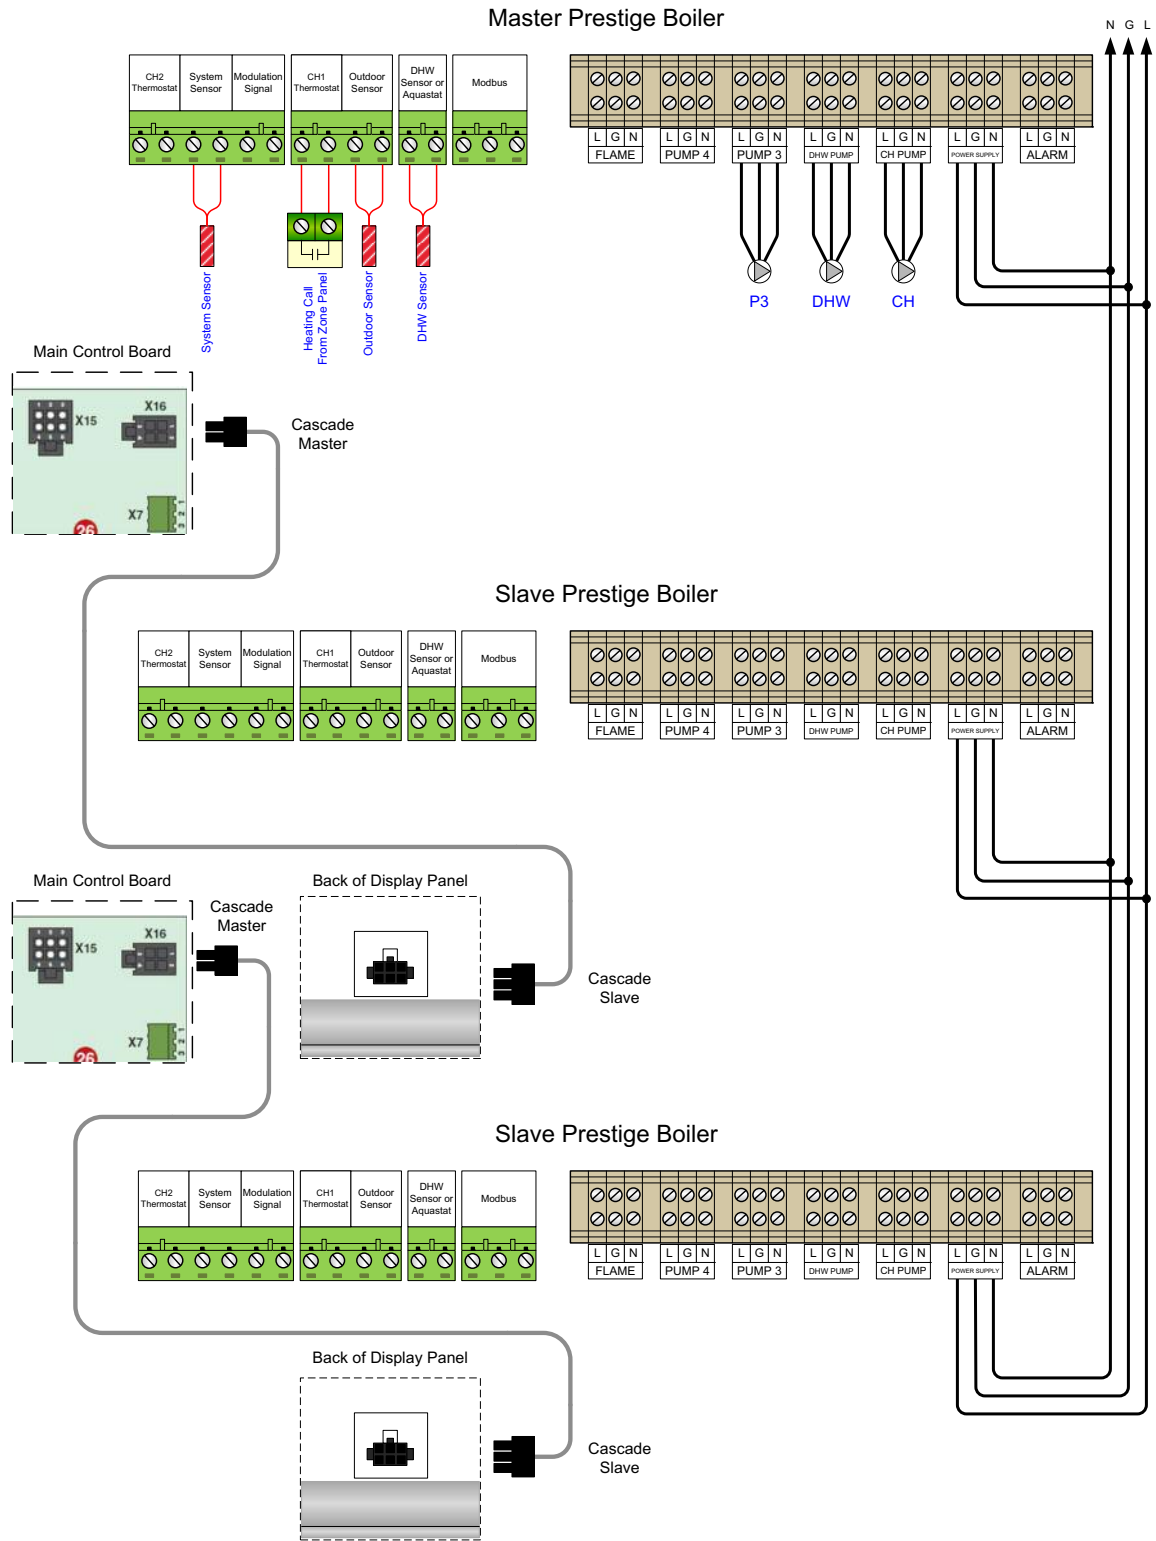 Master Prestige Boiler
N G L
CH2
Thermostat
System
Sensor
Modulation
Signal
CH1
Thermostat
Outdoor
Sensor
DHW
Sensor or
Aquastat
Modbus
L G N
FLAME
L G N
PUMP 4
L G N
PUMP 3
L G N
DHW PUMP
L G N
CH PUMP
L G N
POWER SUPPLY
L G N
ALARM
System Sensor
Heating Call
From Zone Panel
Outdoor Sensor
DHW Sensor
P3
DHW
CH
Main Control Board
X15
X16
X7
1
2
3
26
Cascade
Master
Slave Prestige Boiler
CH2
Thermostat
System
Sensor
Modulation
Signal
CH1
Thermostat
Outdoor
Sensor
DHW
Sensor or
Aquastat
Modbus
L G N
FLAME
L G N
PUMP 4
L G N
PUMP 3
L G N
DHW PUMP
L G N
CH PUMP
L G N
POWER SUPPLY
L G N
ALARM
Main Control Board
X15
X16
X7
1
2
3
26
Cascade
Master
Back of Display Panel
Cascade
Slave
Slave Prestige Boiler
CH2
Thermostat
System
Sensor
Modulation
Signal
CH1
Thermostat
Outdoor
Sensor
DHW
Sensor or
Aquastat
Modbus
L G N
FLAME
L G N
PUMP 4
L G N
PUMP 3
L G N
DHW PUMP
L G N
CH PUMP
L G N
POWER SUPPLY
L G N
ALARM
Back of Display Panel
Cascade
Slave